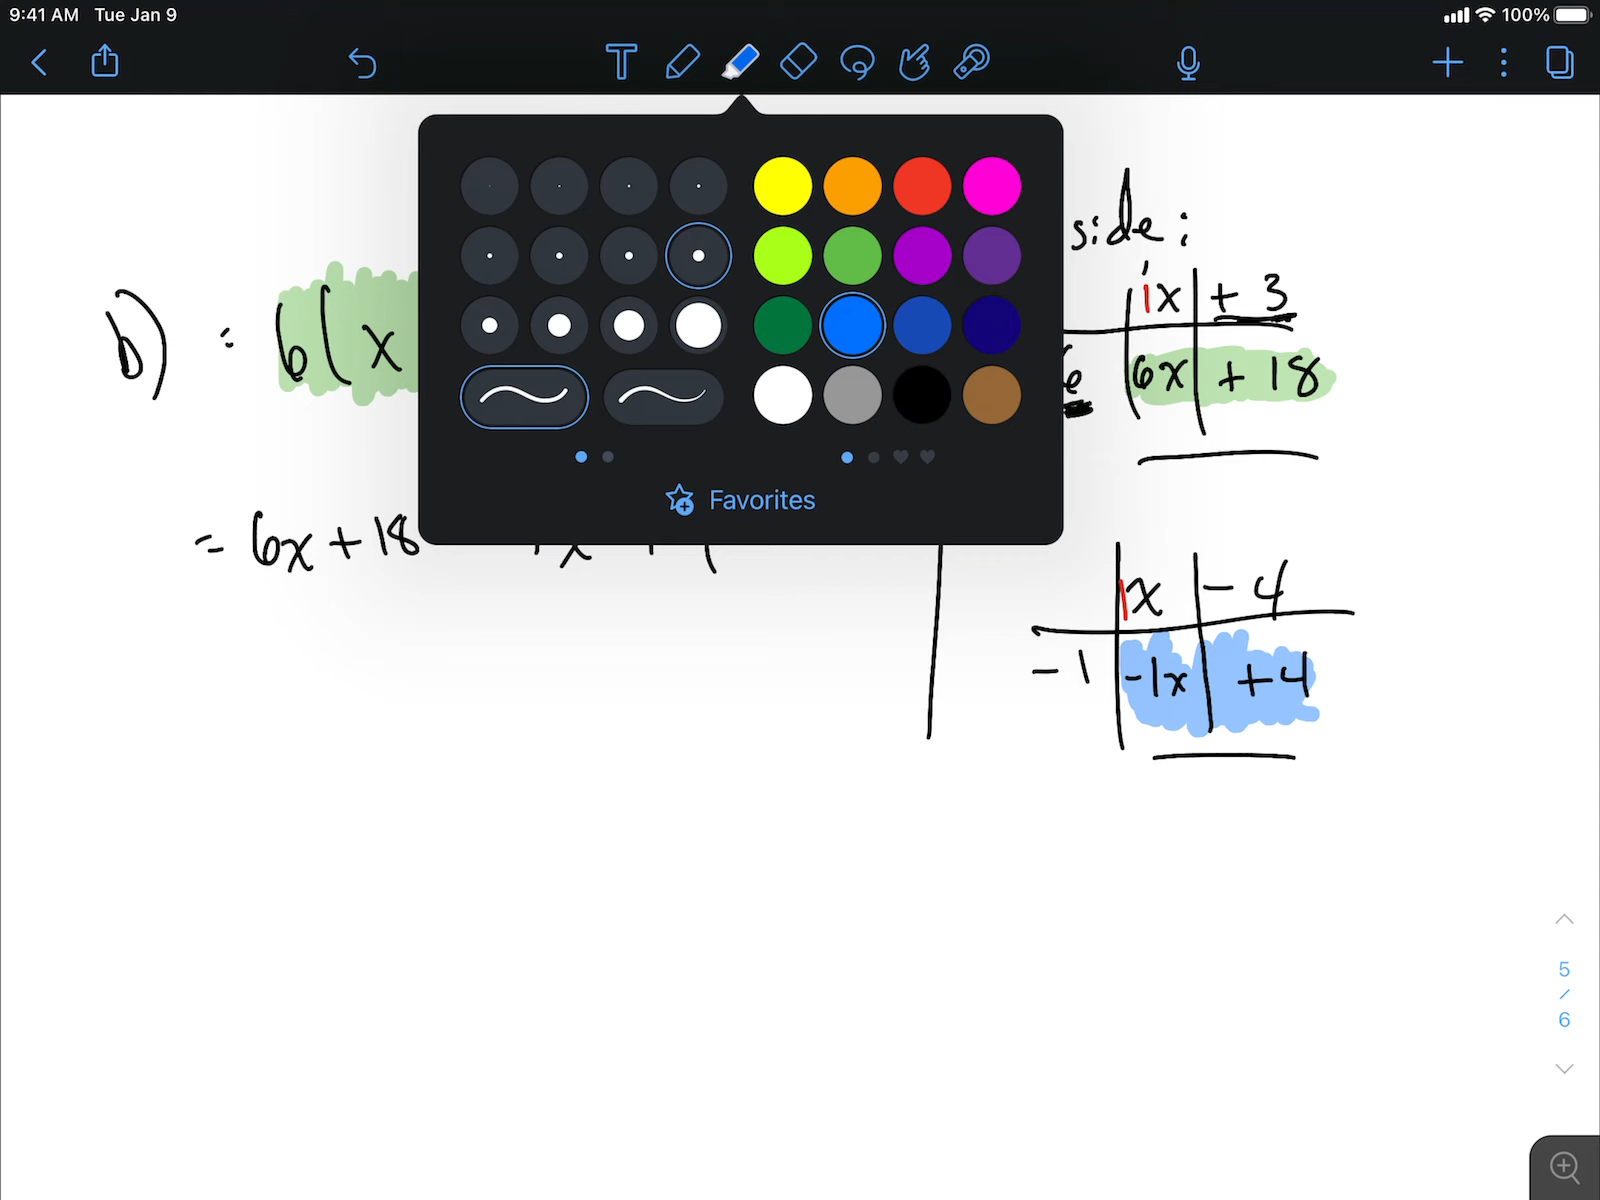 9:41 AM Tue Jan 9
100%
side:
b) = 6(x
1x + 3
6 6x + 18
= 6x + 18
1x - 4
-1 -1x +4
Favorites
5
/
6